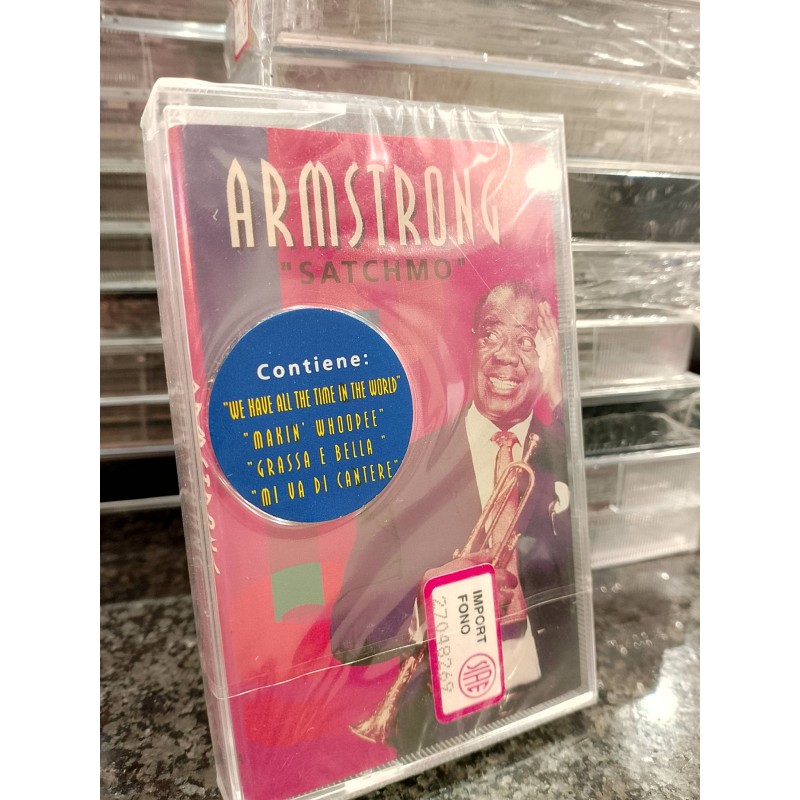 ARMSTRONG
"SATCHMO"
Contiene:
"WE HAVE ALL THE TIME IN THE WORLD"
"MAKIN' WHOOPEE"
"GRASSA E BELLA"
"MI VA DI CANTERE"
IMPORT
FONO
SIAE
27048269